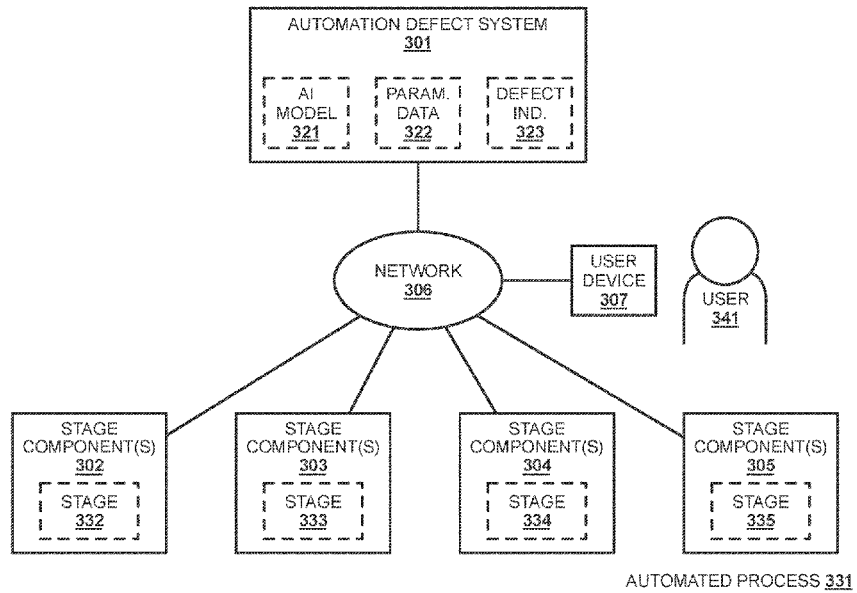 AUTOMATION DEFECT SYSTEM
301
AI
MODEL
321
PARAM.
DATA
322
DEFECT
IND.
323
NETWORK
306
USER
DEVICE
307
USER
341
STAGE
COMPONENT(S)
302
STAGE
332
STAGE
COMPONENT(S)
303
STAGE
333
STAGE
COMPONENT(S)
304
STAGE
334
STAGE
COMPONENT(S)
305
STAGE
335
AUTOMATED PROCESS 331